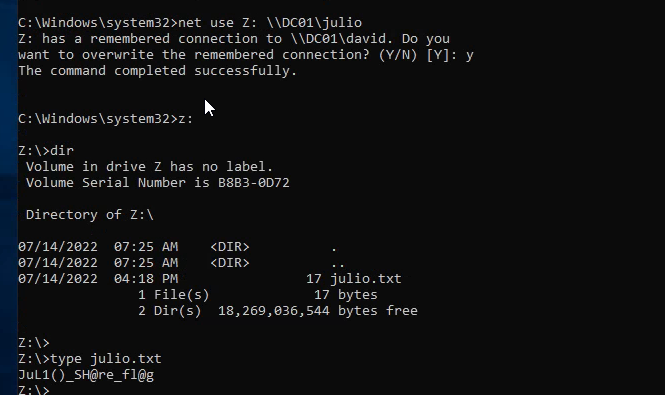 C:\Windows\system32>net use Z: \\DC01\julio
Z: has a remembered connection to \\DC01\david. Do you
want to overwrite the remembered connection? (Y/N) [Y]: y
The command completed successfully.
C:\Windows\system32>z:
Z:\>dir
Volume in drive Z has no label.
Volume Serial Number is B8B3-0D72
Directory of Z:\
07/14/2022  07:25 AM    <DIR>          .
07/14/2022  07:25 AM    <DIR>          ..
07/14/2022  04:18 PM                17 julio.txt
1 File(s)             17 bytes
2 Dir(s)  18,269,036,544 bytes free
Z:\>
Z:\>type julio.txt
JuL1()_SH@re_fl@g
Z:\>